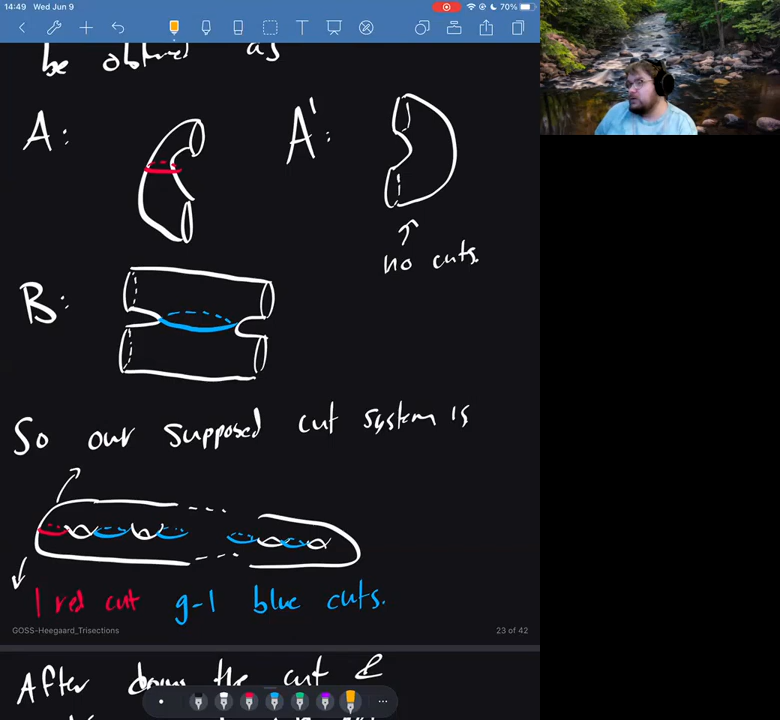 14:49 Wed Jun 9
70%
be obtained as
A:
A':
no cuts.
B:
So our supposed cut system is
1 red cut g-1 blue cuts.
GOSS-Heegaard_Trisections
23 of 42
After doing the cut &